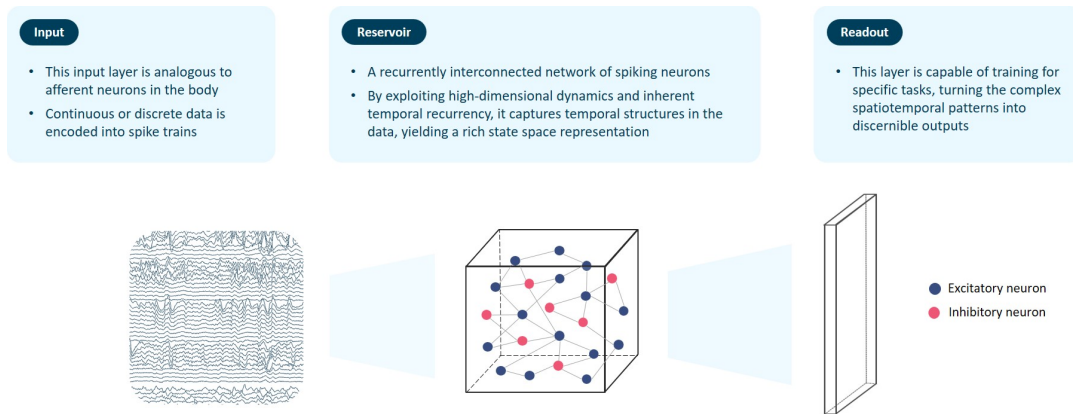 Input
• This input layer is analogous to
afferent neurons in the body
• Continuous or discrete data is
encoded into spike trains
Reservoir
• A recurrently interconnected network of spiking neurons
• By exploiting high-dimensional dynamics and inherent
temporal recurrency, it captures temporal structures in the
data, yielding a rich state space representation
Readout
• This layer is capable of training for
specific tasks, turning the complex
spatiotemporal patterns into
discernible outputs
Excitatory neuron
Inhibitory neuron